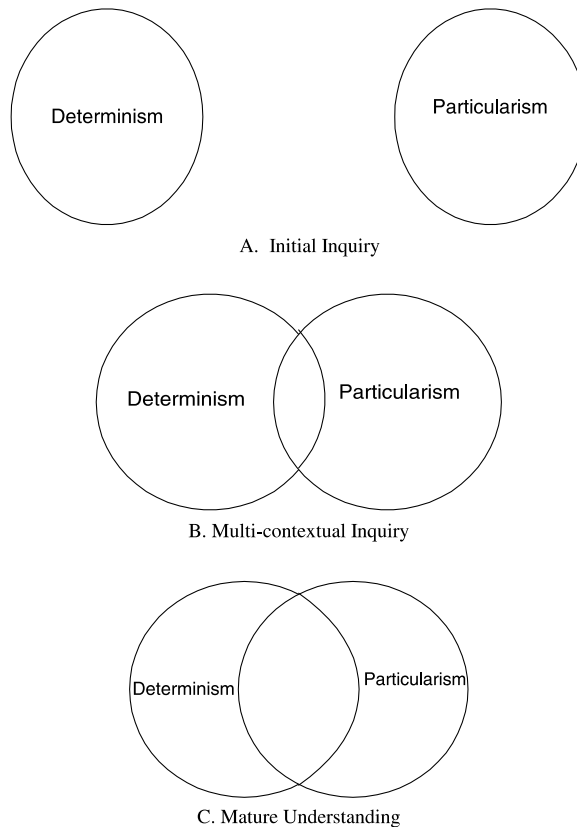 Determinism
Particularism
A. Initial Inquiry
Determinism
Particularism
B. Multi-contextual Inquiry
Determinism
Particularism
C. Mature Understanding